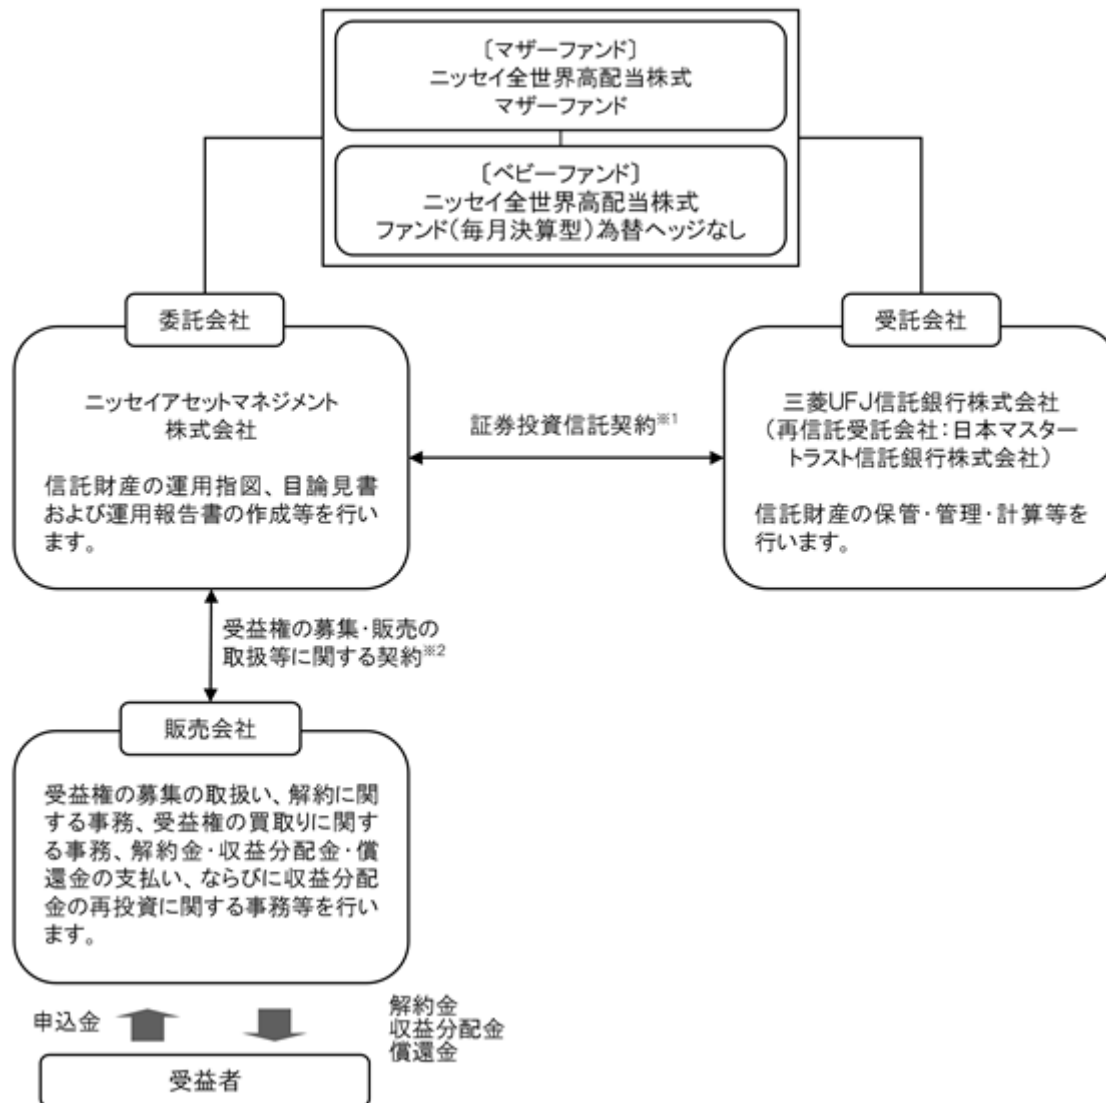 〔マザーファンド〕
ニッセイ全世界高配当株式
マザーファンド
〔ベビーファンド〕
ニッセイ全世界高配当株式
ファンド(毎月決算型)為替ヘッジなし
委託会社
ニッセイアセットマネジメント
株式会社
信託財産の運用指図、目論見書
および運用報告書の作成等を行い
ます。
証券投資信託契約※1
受託会社
三菱UFJ信託銀行株式会社
(再信託受託会社:日本マスター
トラスト信託銀行株式会社)
信託財産の保管・管理・計算等を
行います。
受益権の募集・販売の
取扱等に関する契約※2
販売会社
受益権の募集の取扱い、解約に関
する事務、受益権の買取りに関す
る事務、解約金・収益分配金・償
還金の支払い、ならびに収益分配
金の再投資に関する事務等を行い
ます。
申込金
解約金
収益分配金
償還金
受益者